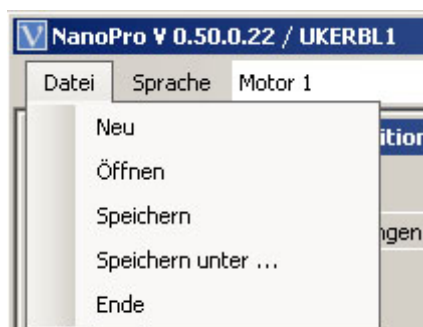 NanoPro V 0.50.0.22 / UKERBL1
Datei Sprache Motor 1
Neu
Öffnen
Speichern
Speichern unter ...
Ende